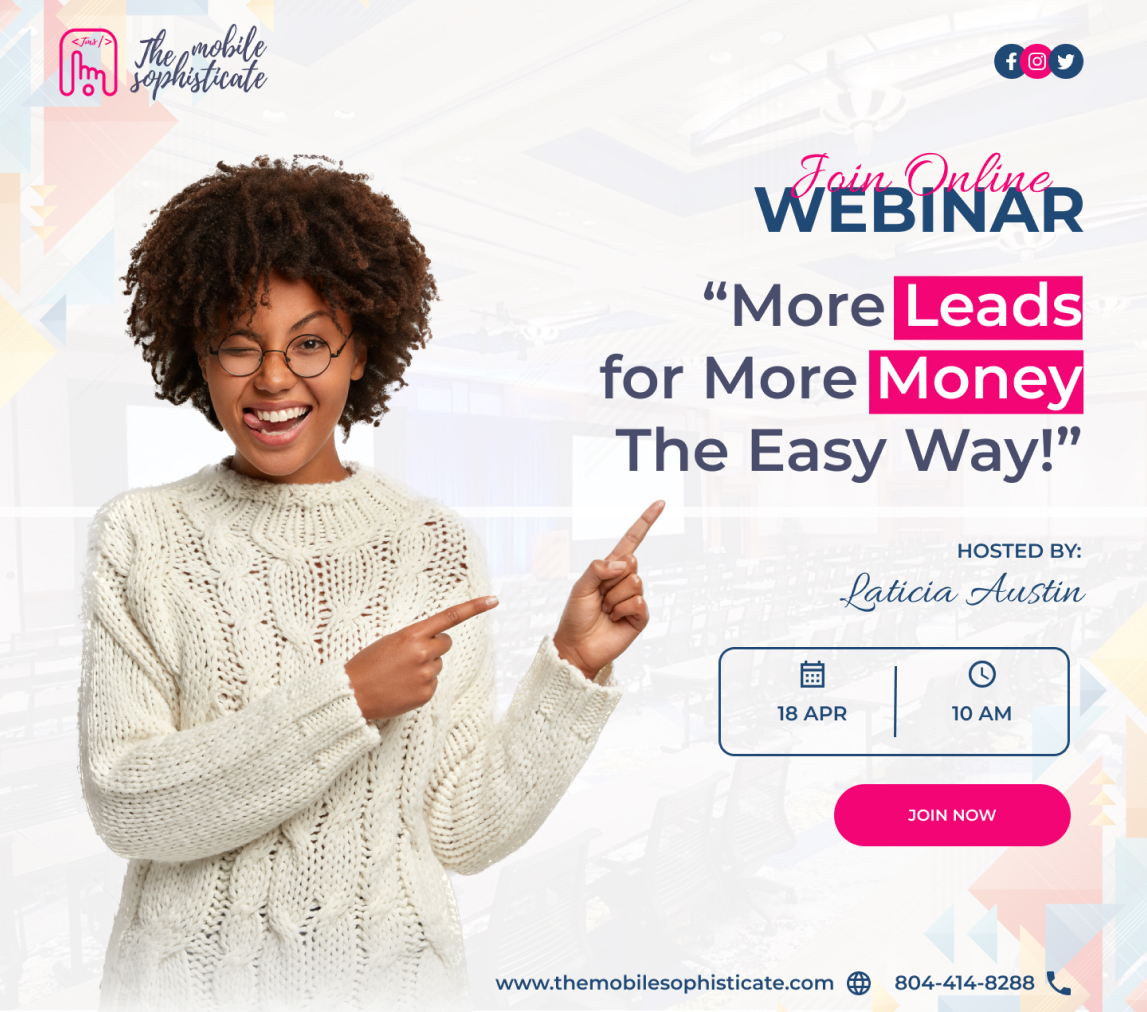 <Tms/>
The mobile
sophisticate
Join Online
WEBINAR
“More Leads
for More Money
The Easy Way!”
HOSTED BY:
Laticia Austin
18 APR
10 AM
JOIN NOW
www.themobilesophisticate.com 804-414-8288